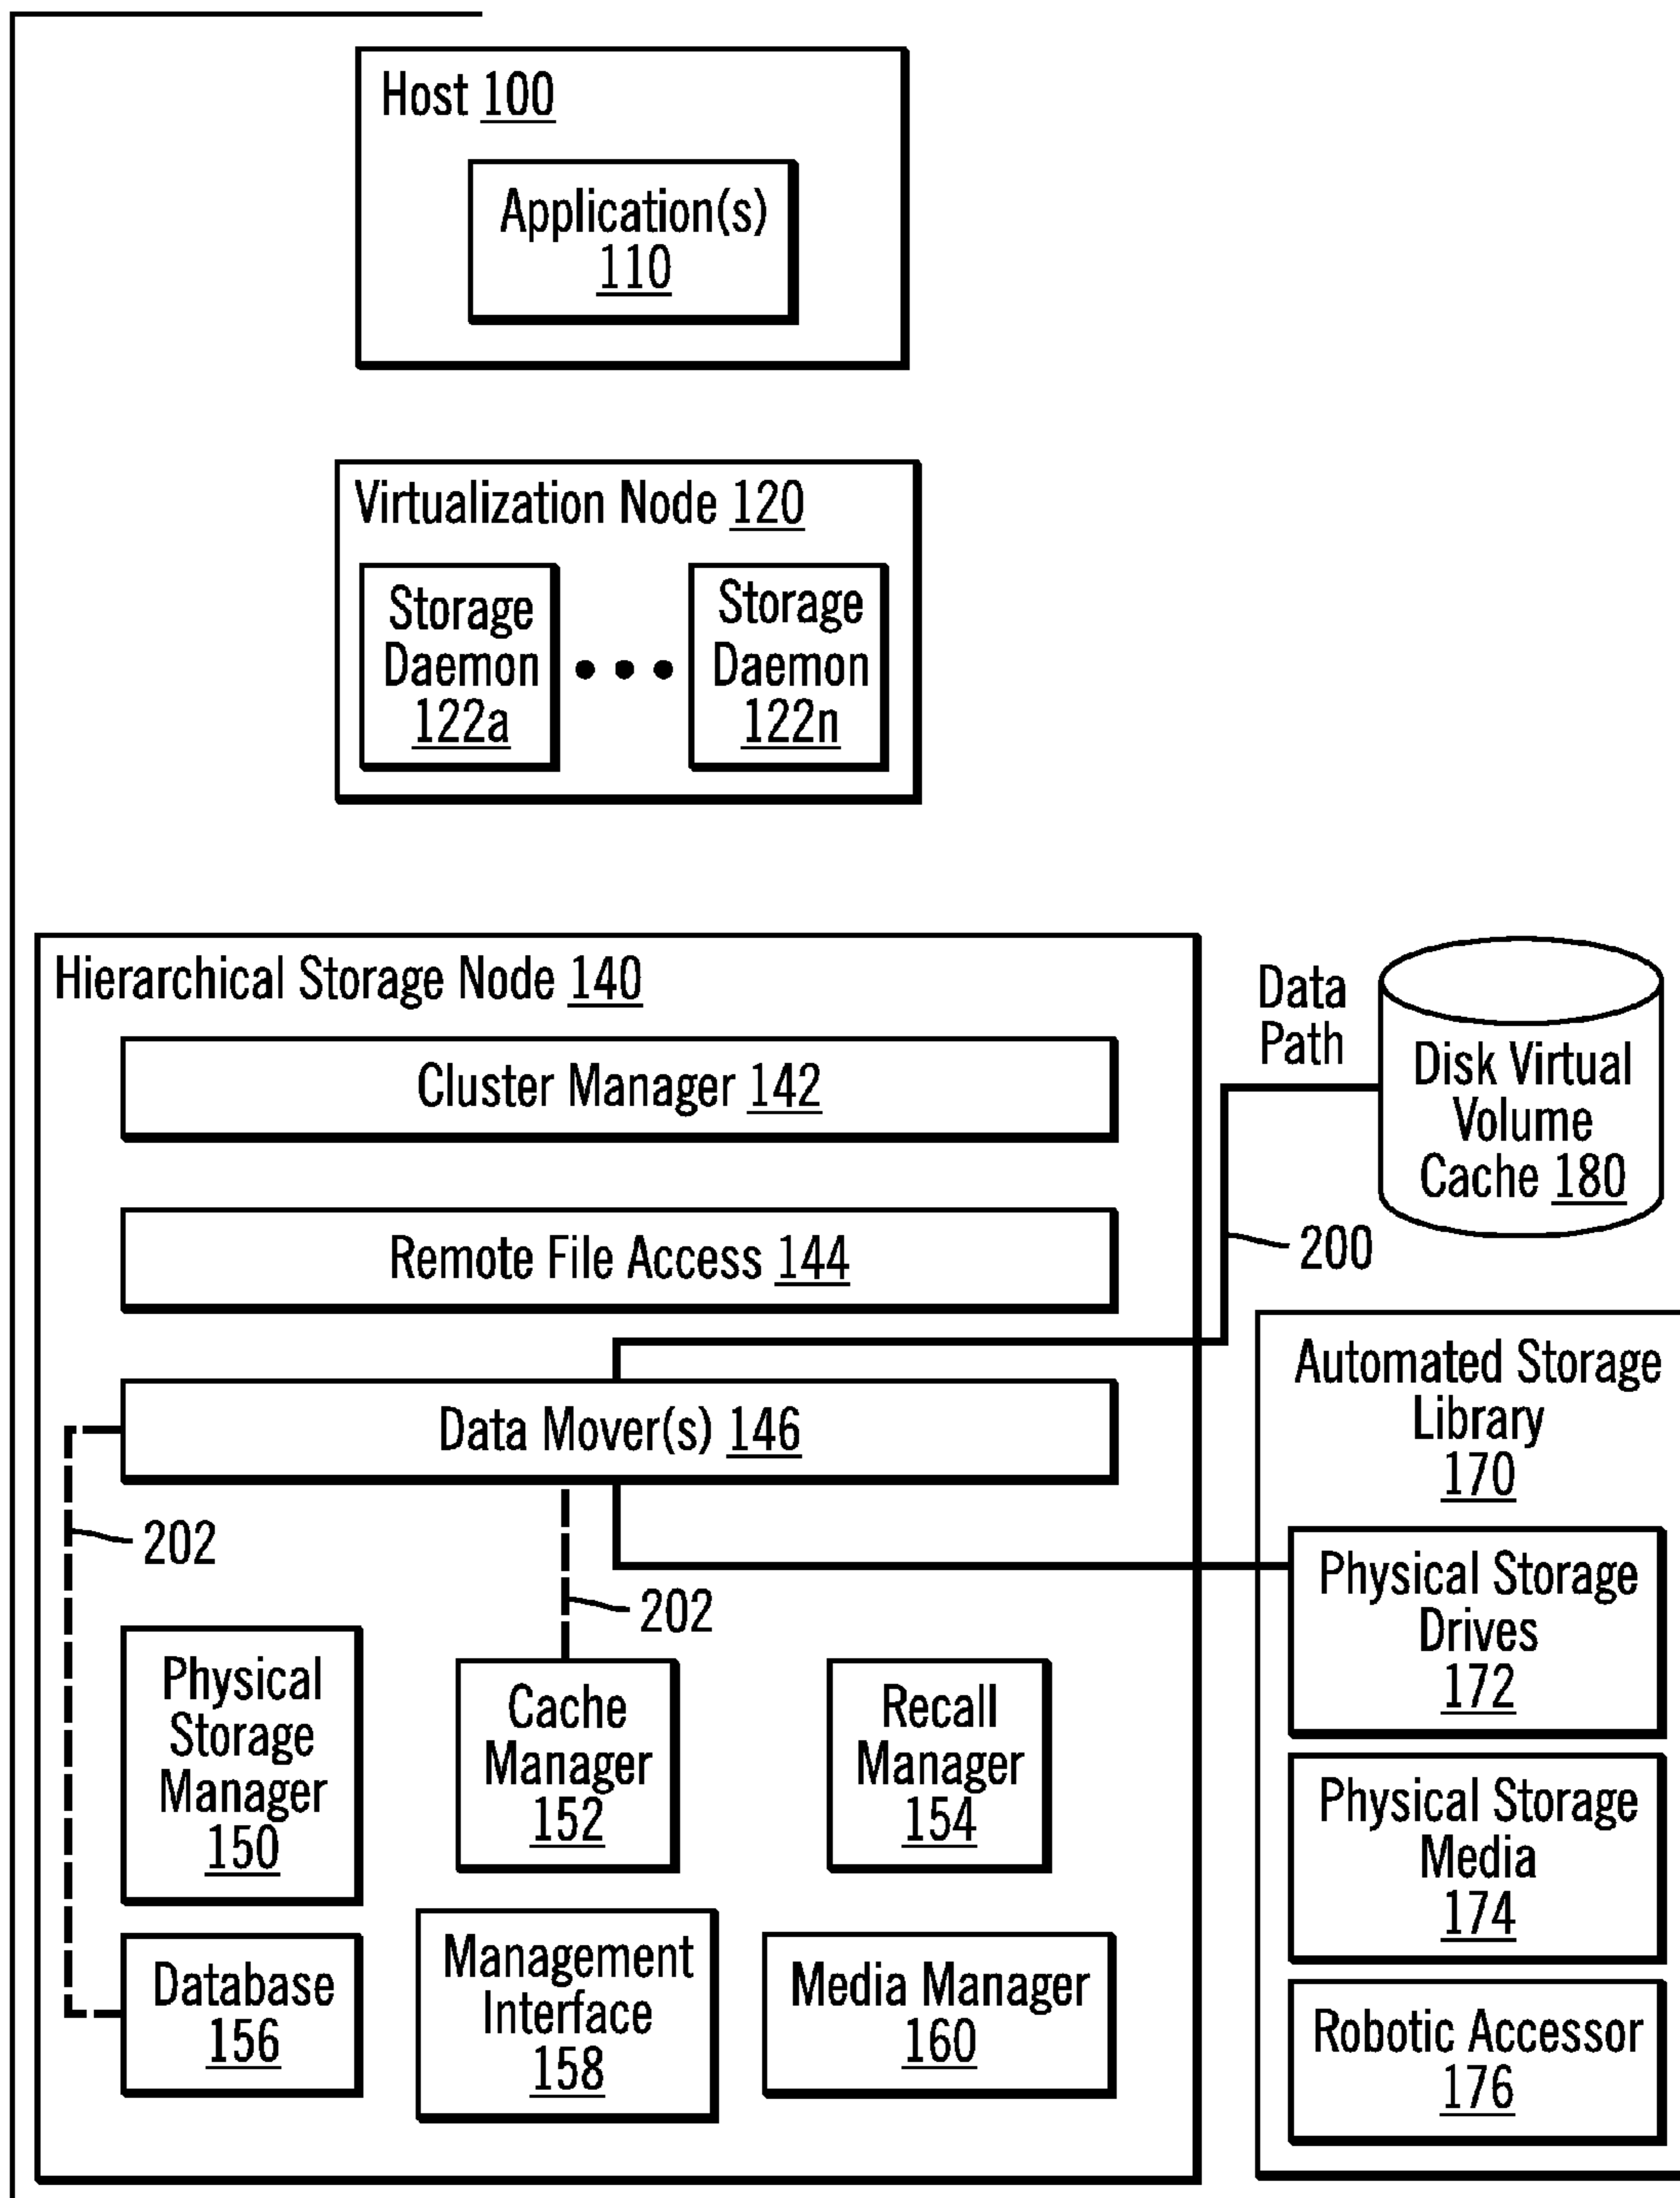 Host 100
Application(s)
110
Virtualization Node 120
Storage
Daemon
122a
Storage
Daemon
122n
Hierarchical Storage Node 140
Cluster Manager 142
Remote File Access 144
Data Mover(s) 146
202
202
Physical
Storage
Manager
150
Cache
Manager
152
Recall
Manager
154
Database
156
Management
Interface
158
Media Manager
160
Data
Path
Disk Virtual
Volume
Cache 180
200
Automated Storage
Library
170
Physical Storage
Drives
172
Physical Storage
Media
174
Robotic Accessor
176